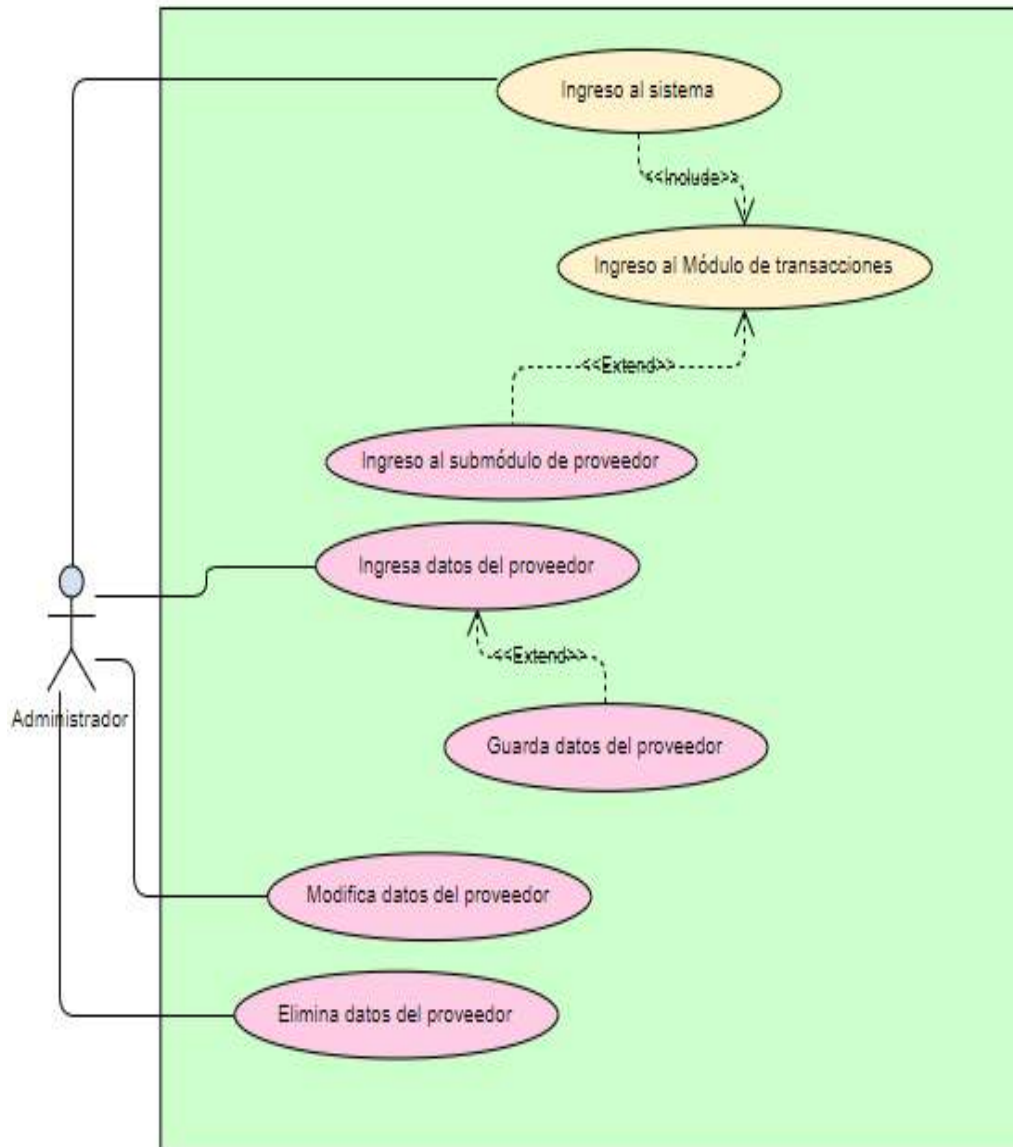 Ingreso al sistema
<<Include>>
Ingreso al Módulo de transacciones
<<Extend>>
Ingreso al submódulo de proveedor
Ingresa datos del proveedor
<<Extend>>
Administrador
Guarda datos del proveedor
Modifica datos del proveedor
Elimina datos del proveedor